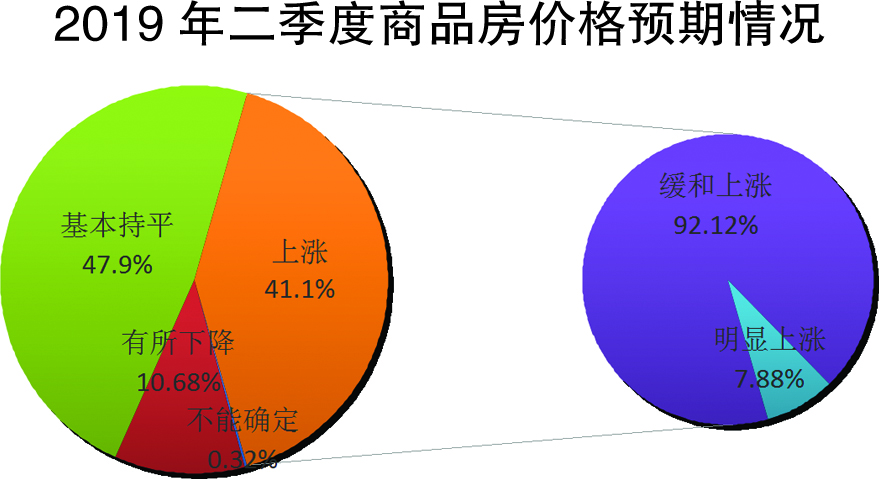 2019 年二季度商品房价格预期情况
基本持平
47.9%
上涨
41.1%
有所下降
10.68%
不能确定
0.32%
缓和上涨
92.12%
明显上涨
7.88%